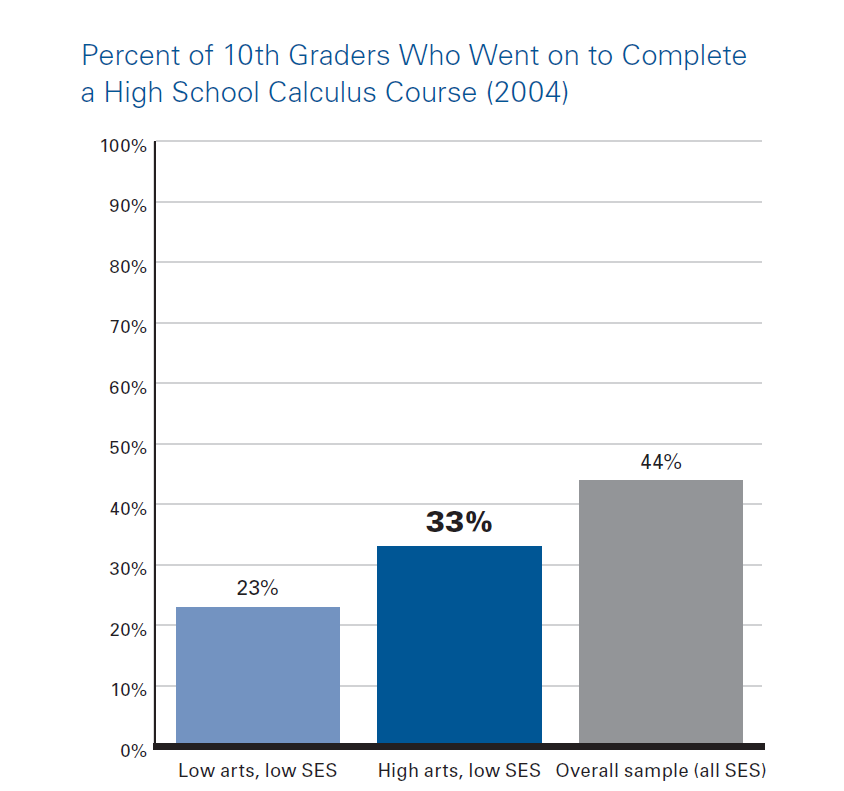 Percent of 10th Graders Who Went on to Complete
a High School Calculus Course (2004)
100%
90%
80%
70%
60%
50%
44%
40%
33%
30%
23%
20%
10%
0%
Low arts, low SES
High arts, low SES
Overall sample (all SES)